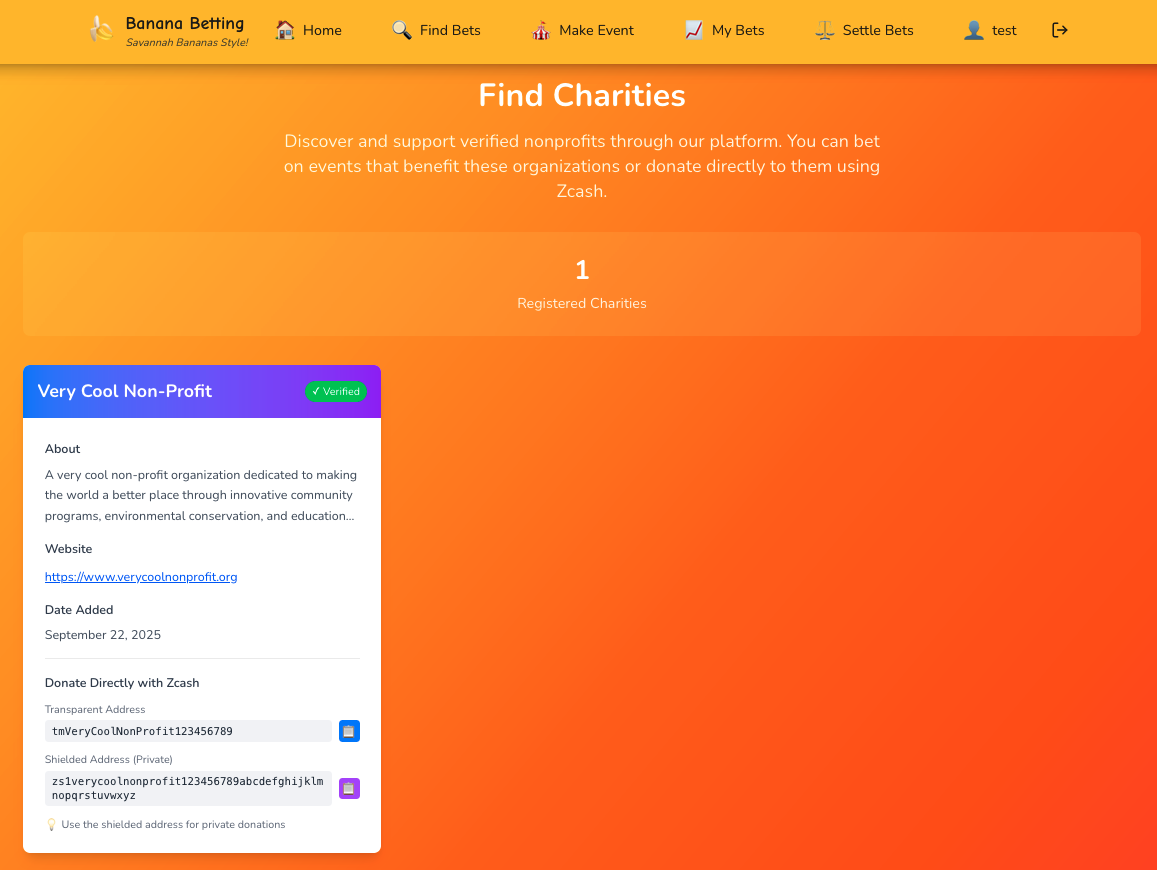 Banana Betting
Savannah Bananas Style!
Home
Find Bets
Make Event
My Bets
Settle Bets
test
Find Charities
Discover and support verified nonprofits through our platform. You can bet
on events that benefit these organizations or donate directly to them using
Zcash.
1
Registered Charities
Very Cool Non-Profit
✓ Verified
About
A very cool non-profit organization dedicated to making
the world a better place through innovative community
programs, environmental conservation, and education...
Website
https://www.verycoolnonprofit.org
Date Added
September 22, 2025
Donate Directly with Zcash
Transparent Address
tmVeryCoolNonProfit123456789
Shielded Address (Private)
zs1verycoolnonprofit123456789abcdefghijklm
nopqrstuvwxyz
💡 Use the shielded address for private donations